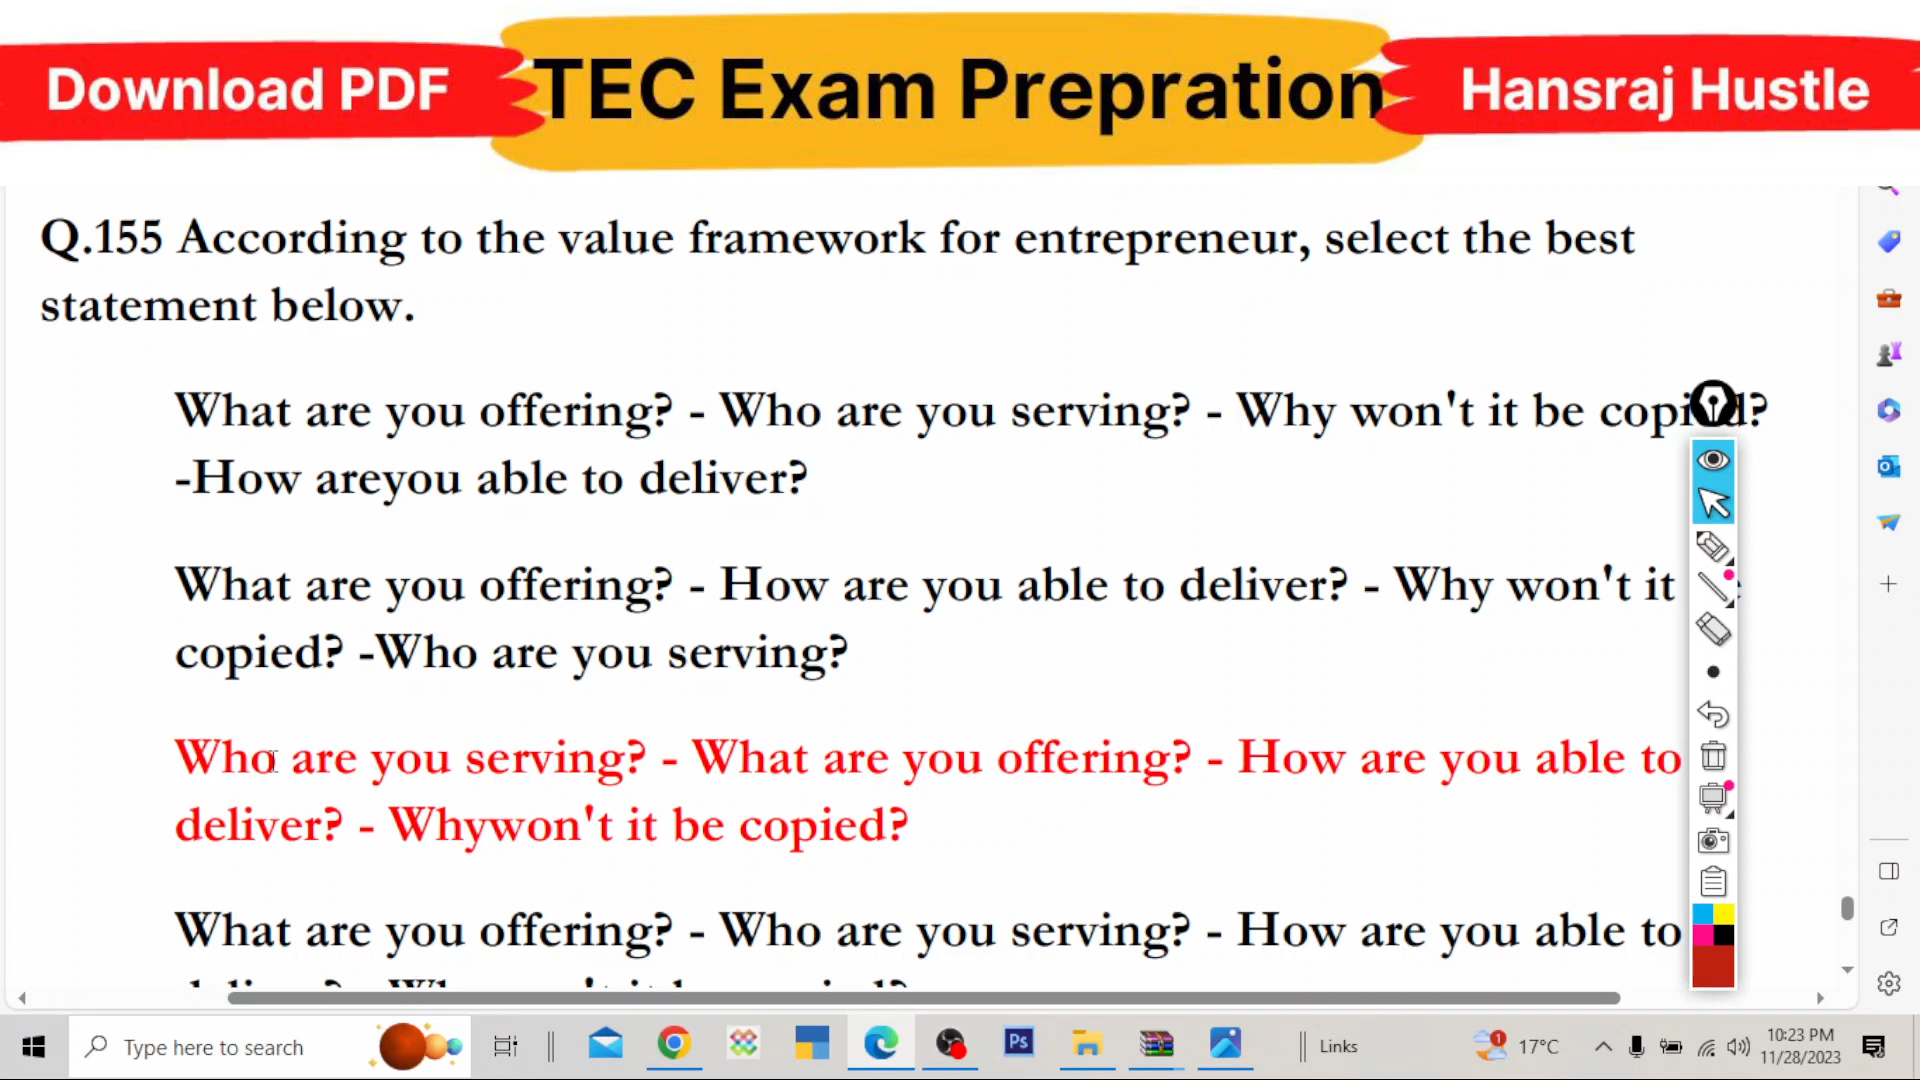 Download PDF
TEC Exam Prepration
Hansraj Hustle
Q.155 According to the value framework for entrepreneur, select the best
statement below.
What are you offering? - Who are you serving? - Why won't it be copied?
-How areyou able to deliver?
What are you offering? - How are you able to deliver? - Why won't it
copied? -Who are you serving?
Who are you serving? - What are you offering? - How are you able to
deliver? - Whywon't it be copied?
What are you offering? - Who are you serving? - How are you able to
Type here to search
Ps
Links
1
17°C
10:23 PM
11/28/2023